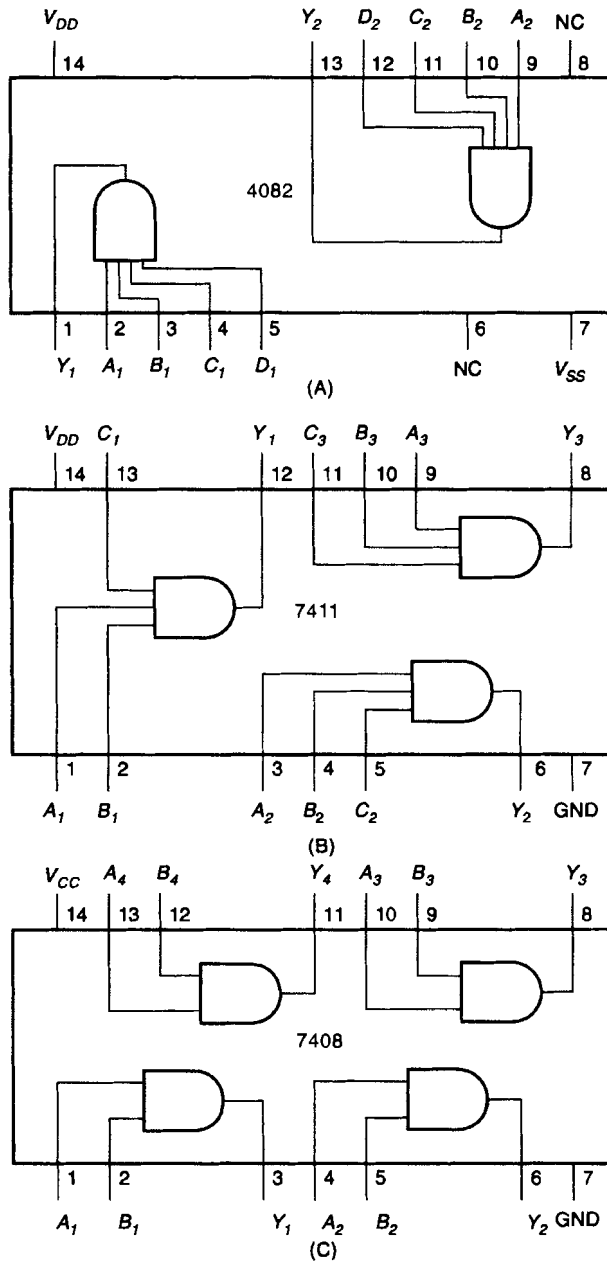 V_DD Y_2 D_2 C_2 B_2 A_2 NC
14 13 12 11 10 9 8
4082
1 2 3 4 5 6 7
Y_1 A_1 B_1 C_1 D_1 NC V_SS
(A)
V_DD C_1 Y_1 C_3 B_3 A_3 Y_3
14 13 12 11 10 9 8
7411
1 2 3 4 5 6 7
A_1 B_1 A_2 B_2 C_2 Y_2 GND
(B)
V_CC A_4 B_4 Y_4 A_3 B_3 Y_3
14 13 12 11 10 9 8
7408
1 2 3 4 5 6 7
A_1 B_1 Y_1 A_2 B_2 Y_2 GND
(C)